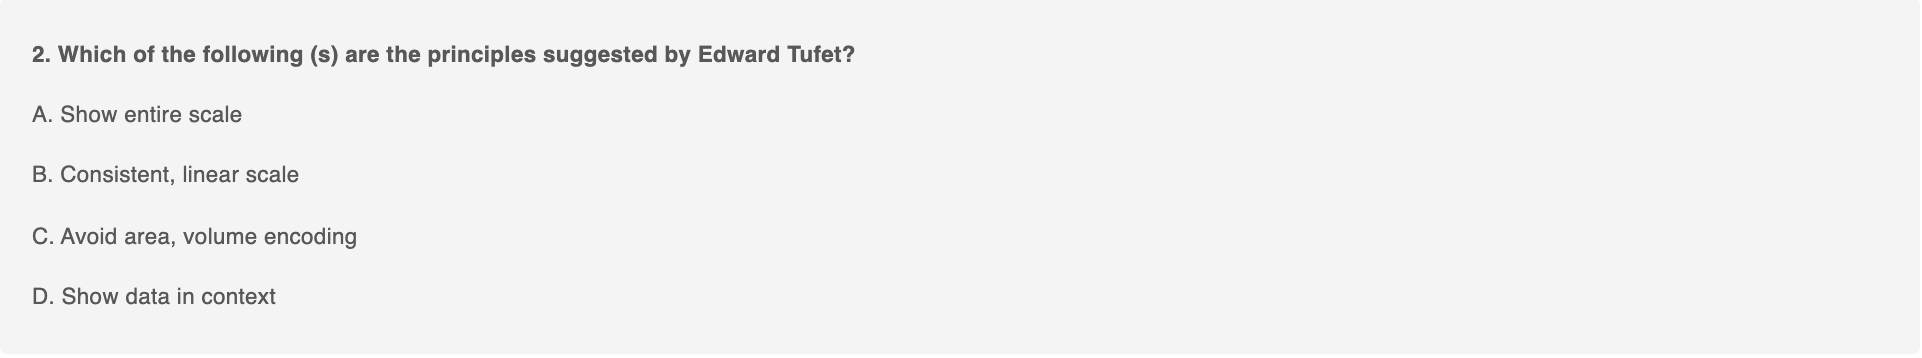 2. Which of the following (s) are the principles suggested by Edward Tufet?
A. Show entire scale
B. Consistent, linear scale
C. Avoid area, volume encoding
D. Show data in context